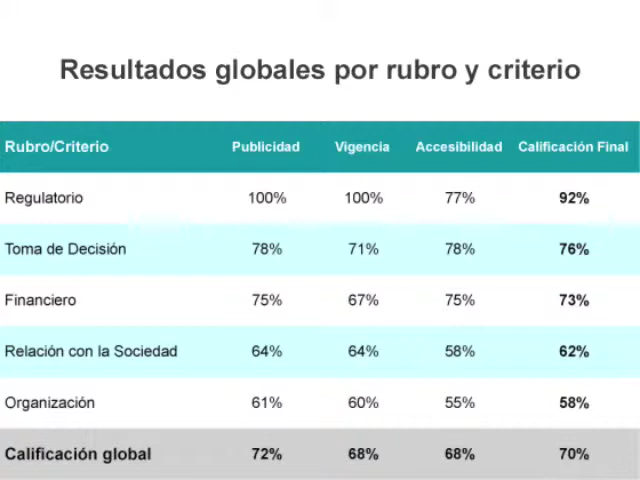 Resultados globales por rubro y criterio
Rubro/Criterio Publicidad Vigencia Accesibilidad Calificación Final
Regulatorio 100% 100% 77% 92%
Toma de Decisión 78% 71% 78% 76%
Financiero 75% 67% 75% 73%
Relación con la Sociedad 64% 64% 58% 62%
Organización 61% 60% 55% 58%
Calificación global 72% 68% 68% 70%